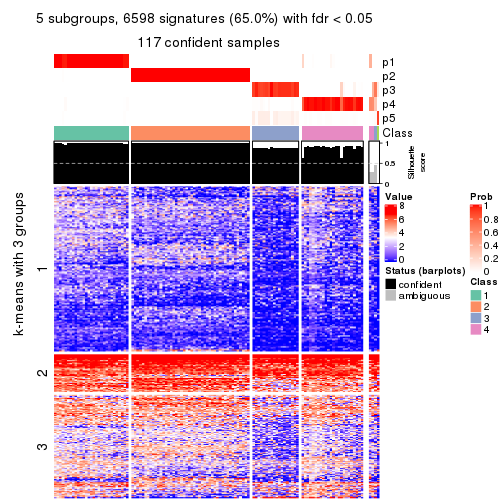 5 subgroups, 6598 signatures (65.0%) with fdr < 0.05
117 confident samples
p1
p2
p3
p4
p5
Class
1
0.5
0
Silhouette
score
k-means with 3 groups
1
2
3
Value
8
6
4
2
0
Status (barplots)
confident
ambiguous
Prob
1
0.8
0.6
0.4
0.2
0
Class
1
2
3
4